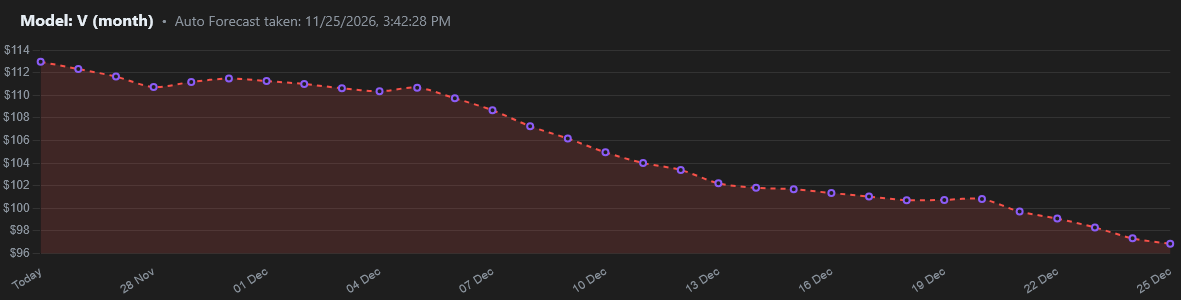 Model: V (month) • Auto Forecast taken: 11/25/2026, 3:42:28 PM
$114
$112
$110
$108
$106
$104
$102
$100
$98
$96
Today
28 Nov
01 Dec
04 Dec
07 Dec
10 Dec
13 Dec
16 Dec
19 Dec
22 Dec
25 Dec